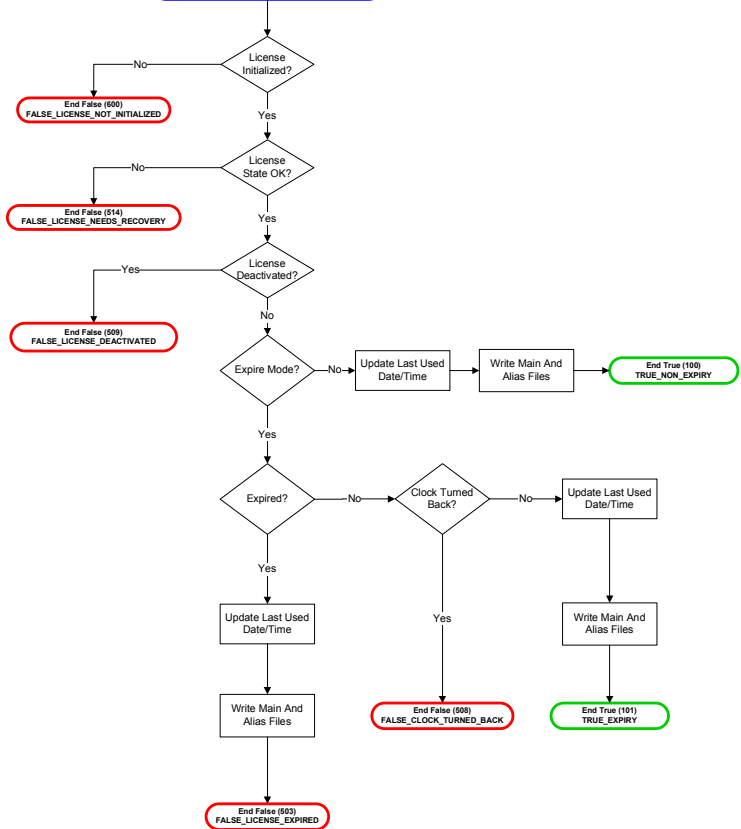 License
Initialized?
No
End False (600)
FALSE_LICENSE_NOT_INITIALIZED
Yes
License
State OK?
No
End False (514)
FALSE_LICENSE_NEEDS_RECOVERY
Yes
License
Deactivated?
Yes
End False (509)
FALSE_LICENSE_DEACTIVATED
No
Expire Mode?
No
Update Last Used
Date/Time
Write Main And
Alias Files
End True (100)
TRUE_NON_EXPIRY
Yes
Expired?
No
Clock Turned
Back?
No
Update Last Used
Date/Time
Yes
Update Last Used
Date/Time
Yes
Write Main And
Alias Files
Write Main And
Alias Files
End False (508)
FALSE_CLOCK_TURNED_BACK
End True (101)
TRUE_EXPIRY
End False (503)
FALSE_LICENSE_EXPIRED